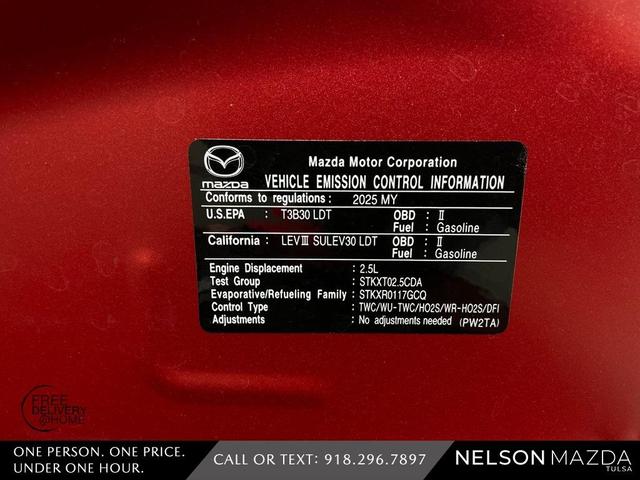 Mazda Motor Corporation
mazda
VEHICLE EMISSION CONTROL INFORMATION
Conforms to regulations: 2025 MY
U.S.EPA : T3B30 LDT OBD : II
Fuel : Gasoline
California : LEVIII SULEV30 LDT OBD : II
Fuel : Gasoline
Engine Displacement : 2.5L
Test Group : STKXT02.5CDA
Evaporative/Refueling Family : STKXR0117GCQ
Control Type : TWC/WU-TWC/HO2S/WR-HO2S/DFI
Adjustments : No adjustments needed (PW2TA)
FREE
DELIVERY
@HOME
ONE PERSON. ONE PRICE.
UNDER ONE HOUR.
CALL OR TEXT: 918.296.7897
NELSON MAZDA
TULSA